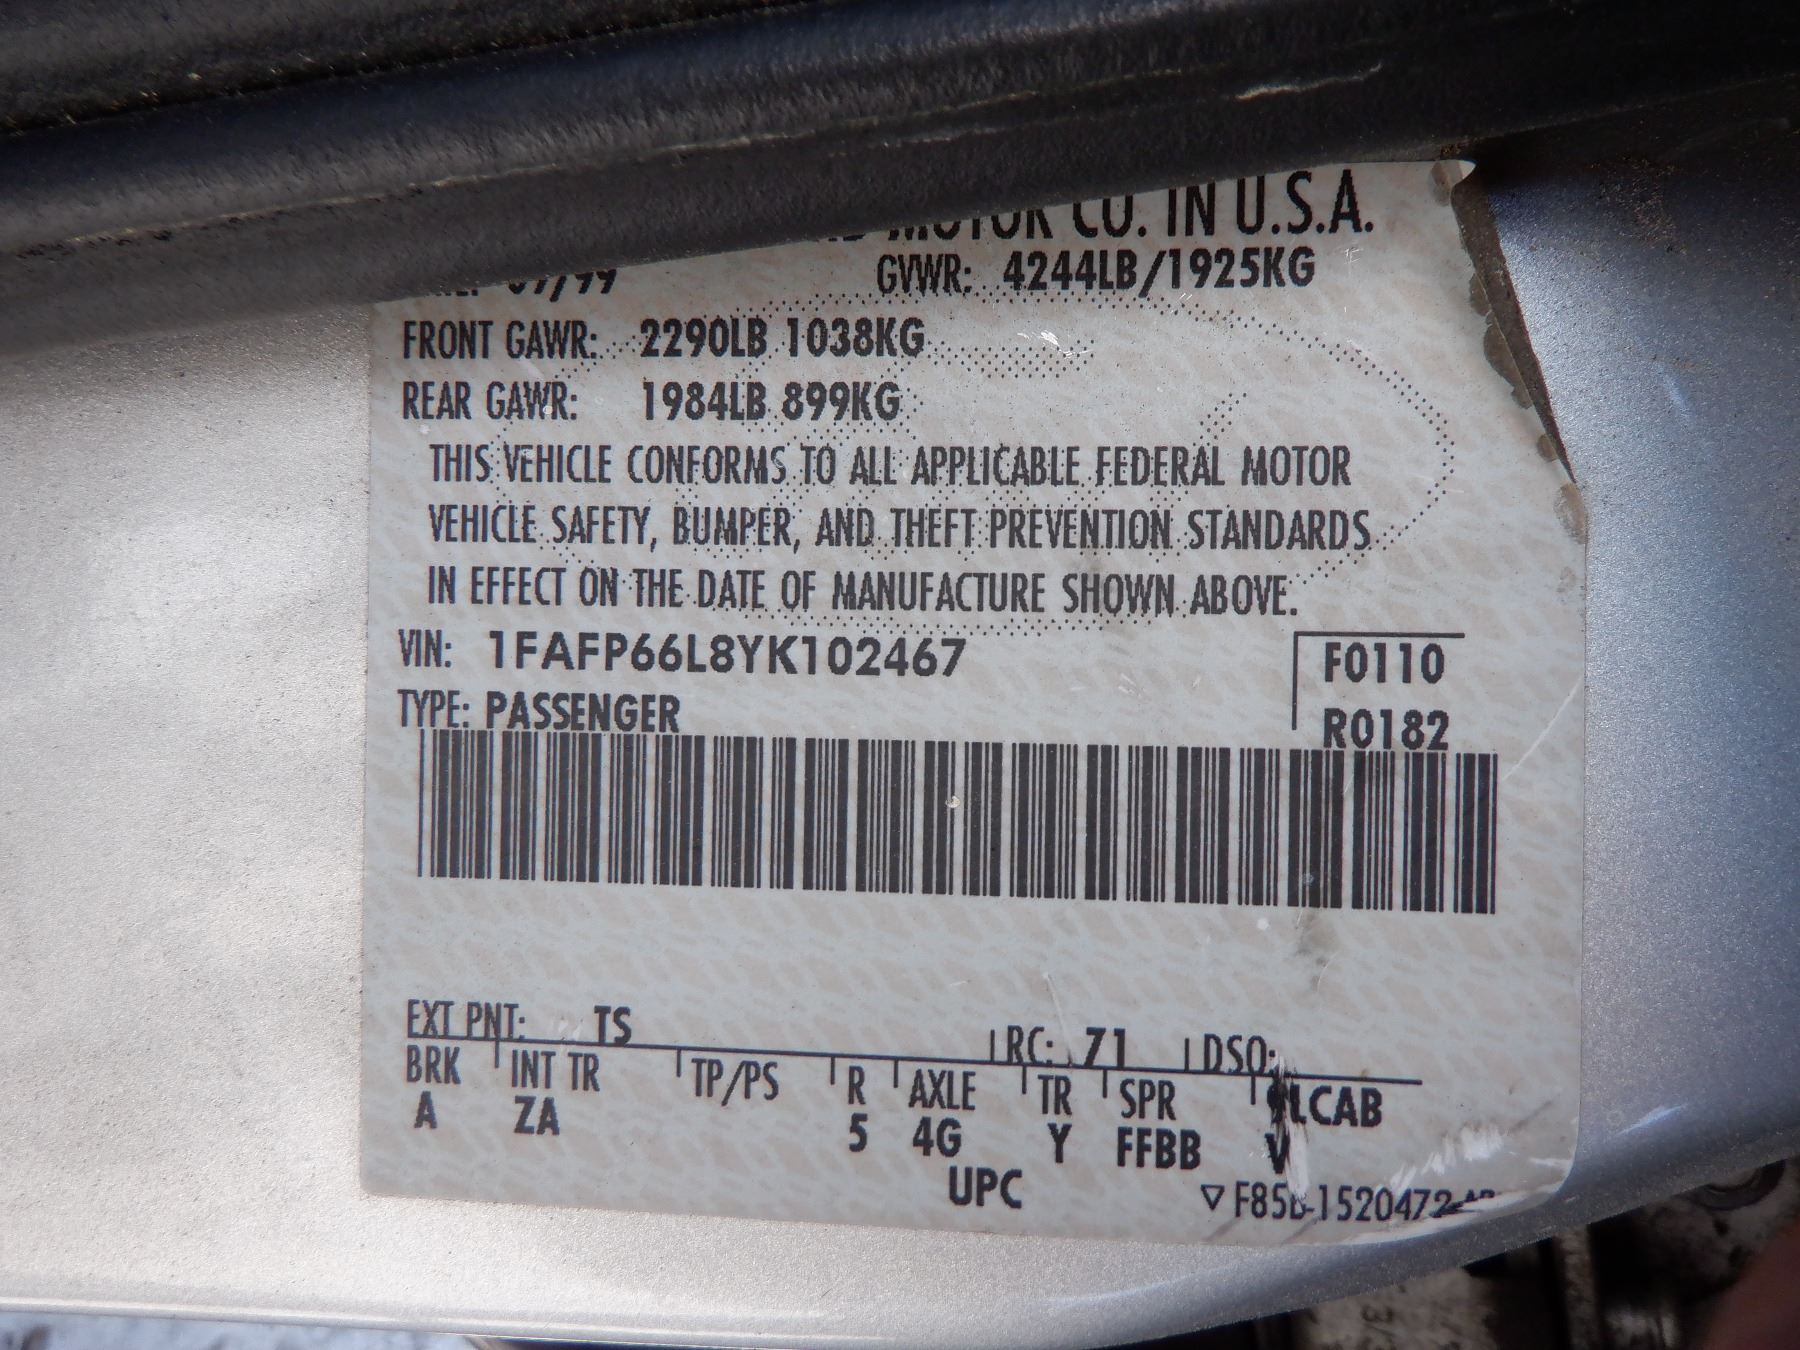 MOTOR CO. IN U.S.A.
GVWR: 4244LB/1925KG
FRONT GAWR: 2290LB 1038KG
REAR GAWR: 1984LB 899KG
THIS VEHICLE CONFORMS TO ALL APPLICABLE FEDERAL MOTOR
VEHICLE SAFETY, BUMPER, AND THEFT PREVENTION STANDARDS
IN EFFECT ON THE DATE OF MANUFACTURE SHOWN ABOVE.
VIN: 1FAFP66L8YK102467 F0110
TYPE: PASSENGER R0182
EXT PNT: TS RC: 71 DSO:
BRK INT TR TP/PS R AXLE TR SPR
A ZA 5 4G Y FFBB V
UPC